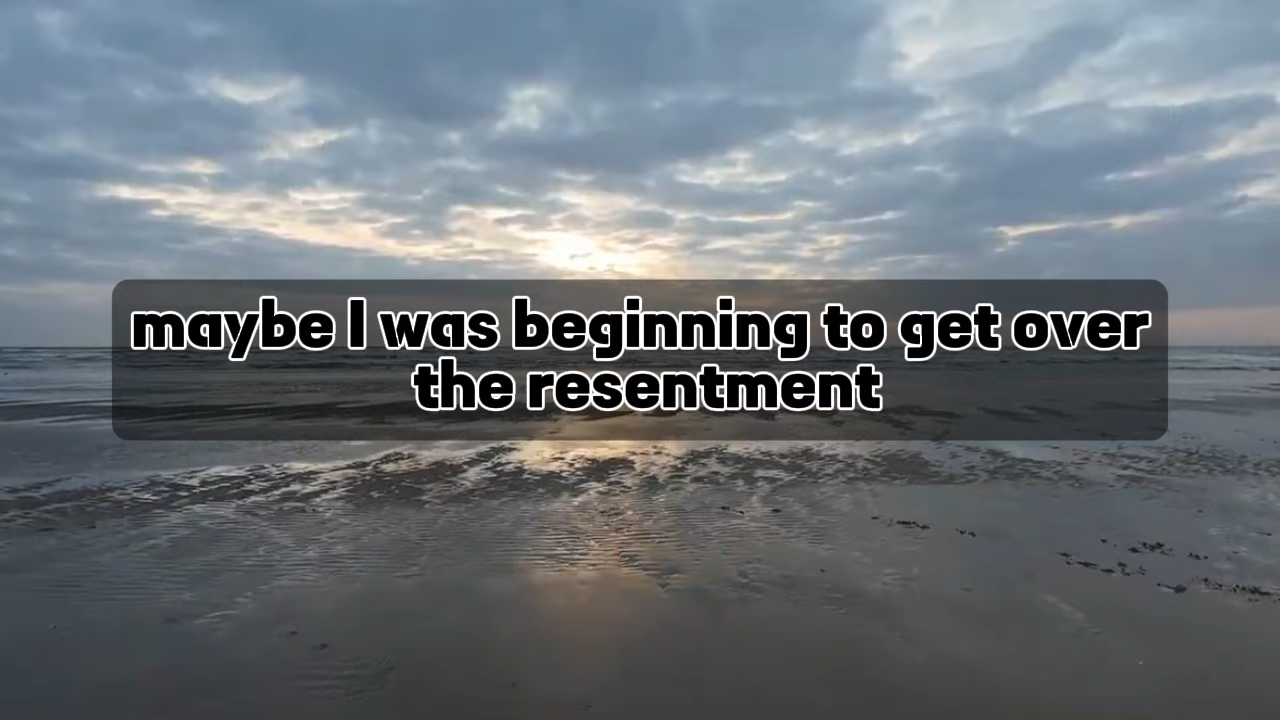 maybe I was beginning to get over
the resentment